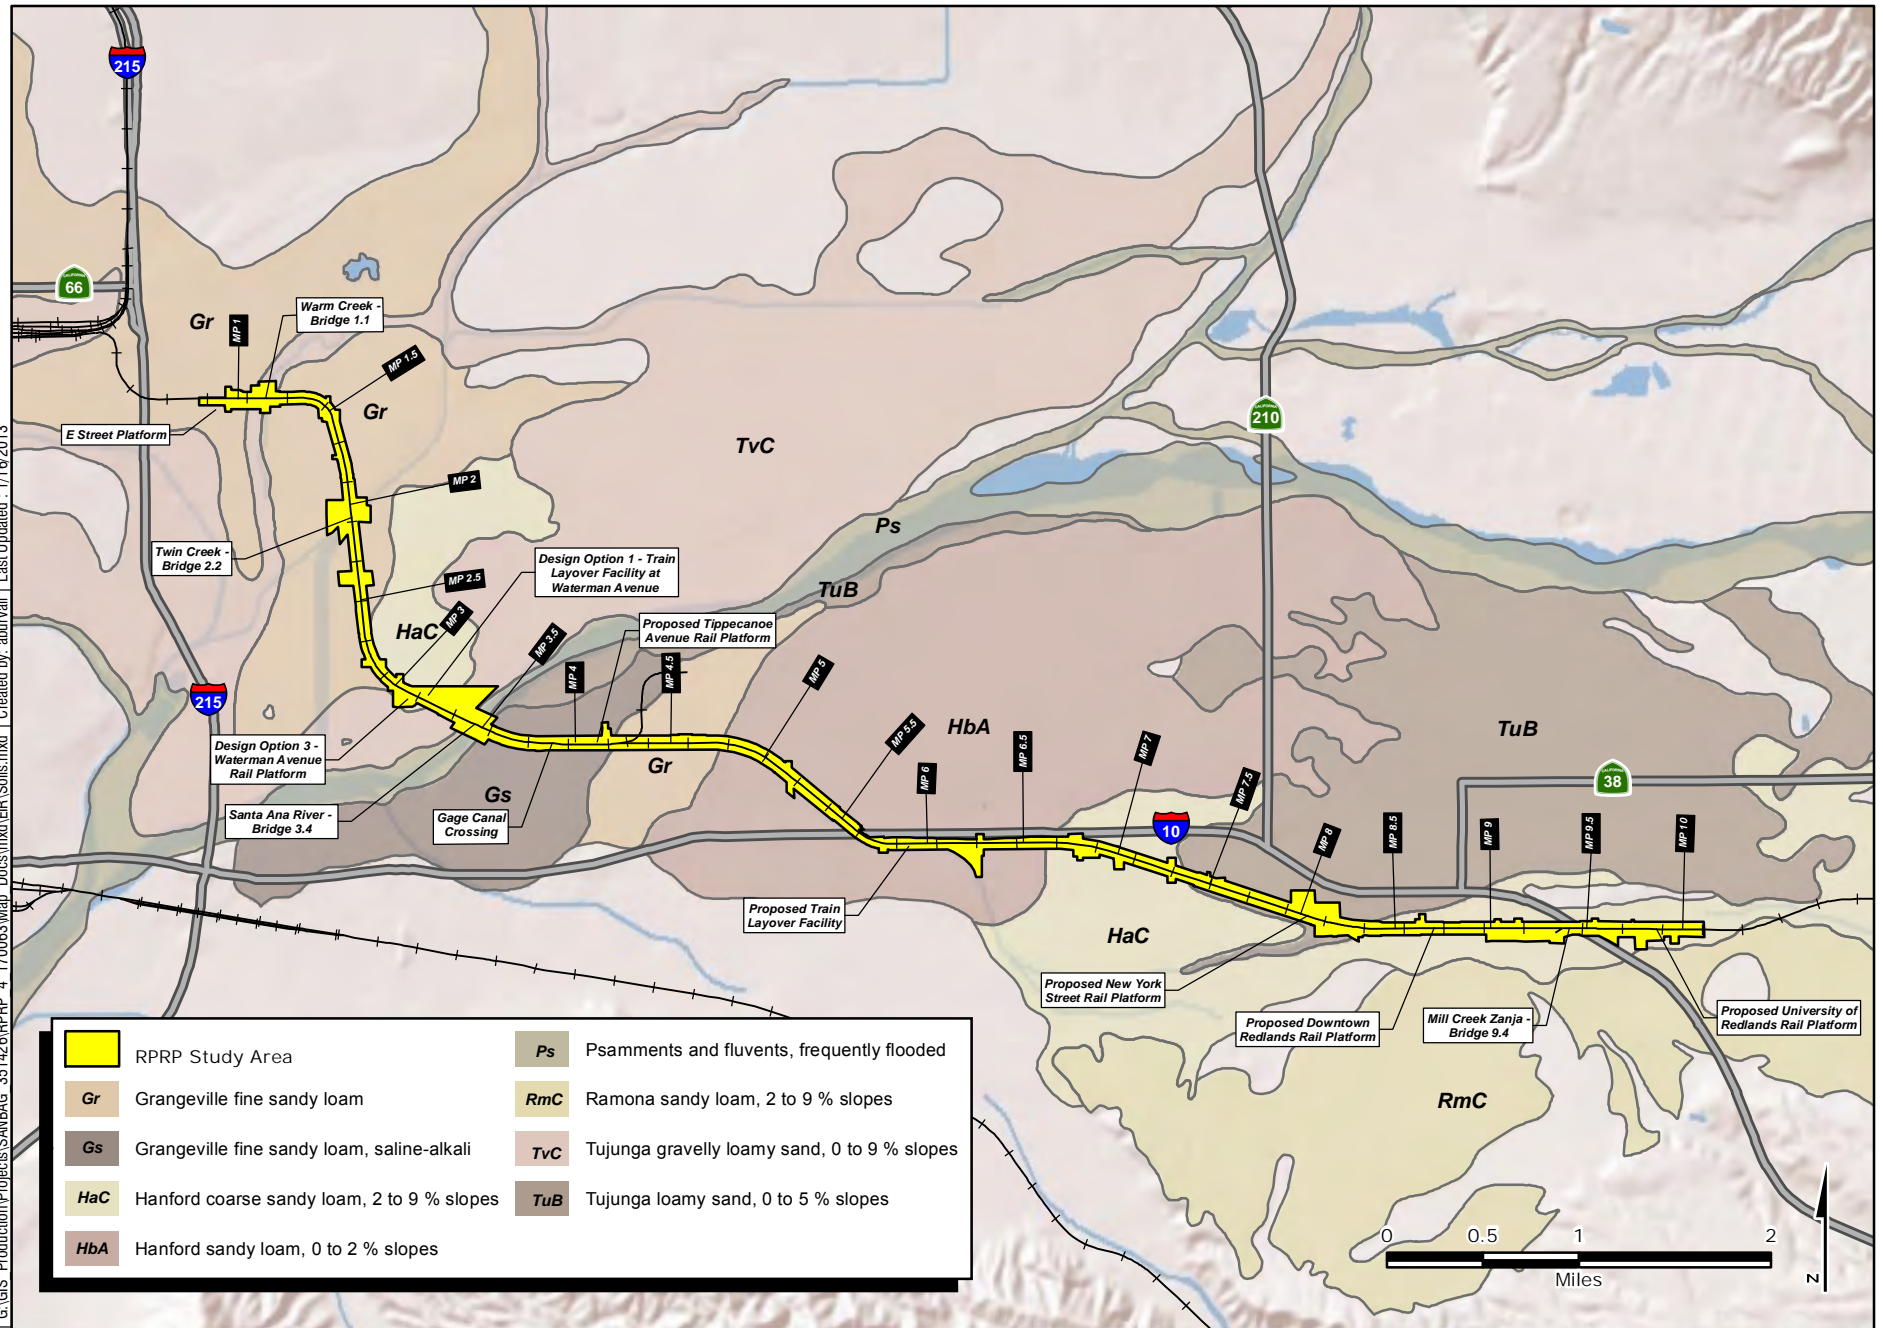 215
CALIFORNIA
66
Gr
MP 1
Warm Creek -
Bridge 1.1
MP 1.5
Gr
E Street Platform
CALIFORNIA
210
TvC
MP 2
Ps
Twin Creek -
Bridge 2.2
Design Option 1 - Train
Layover Facility at
Waterman Avenue
MP 2.5
TuB
HaC
MP 3
MP 3.5
Proposed Tippecanoe
Avenue Rail Platform
MP 4
MP 4.5
MP 5
215
HbA
TuB
MP 5.5
MP 6
MP 6.5
MP 7
MP 7.5
Design Option 3 -
Waterman Avenue
Rail Platform
Gr
CALIFORNIA
38
Gs
Santa Ana River -
Bridge 3.4
Gage Canal
Crossing
10
MP 8
MP 8.5
MP 9
MP 9.5
MP 10
Proposed Train
Layover Facility
HaC
Proposed New York
Street Rail Platform
Proposed Downtown
Redlands Rail Platform
Mill Creek Zanja -
Bridge 9.4
Proposed University of
Redlands Rail Platform
RmC
RPRP Study Area
Gr Grangeville fine sandy loam
Gs Grangeville fine sandy loam, saline-alkali
HaC Hanford coarse sandy loam, 2 to 9 % slopes
HbA Hanford sandy loam, 0 to 2 % slopes
Ps Psamments and fluvents, frequently flooded
RmC Ramona sandy loam, 2 to 9 % slopes
TvC Tujunga gravelly loamy sand, 0 to 9 % slopes
TuB Tujunga loamy sand, 0 to 5 % slopes
0 0.5 1 2
Miles
N